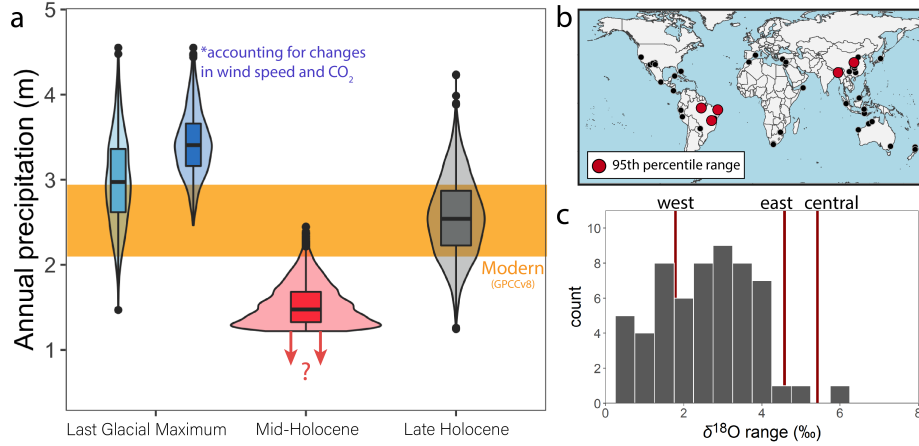 a
5
4
3
2
1
Annual precipitation (m)
*accounting for changes
in wind speed and CO₂
Modern
(GPCCv8)
?
Last Glacial Maximum
Mid-Holocene
Late Holocene
b
95th percentile range
c
west
east
central
10
8
6
4
2
0
count
0
2
4
6
8
δ¹⁸O range (‰)